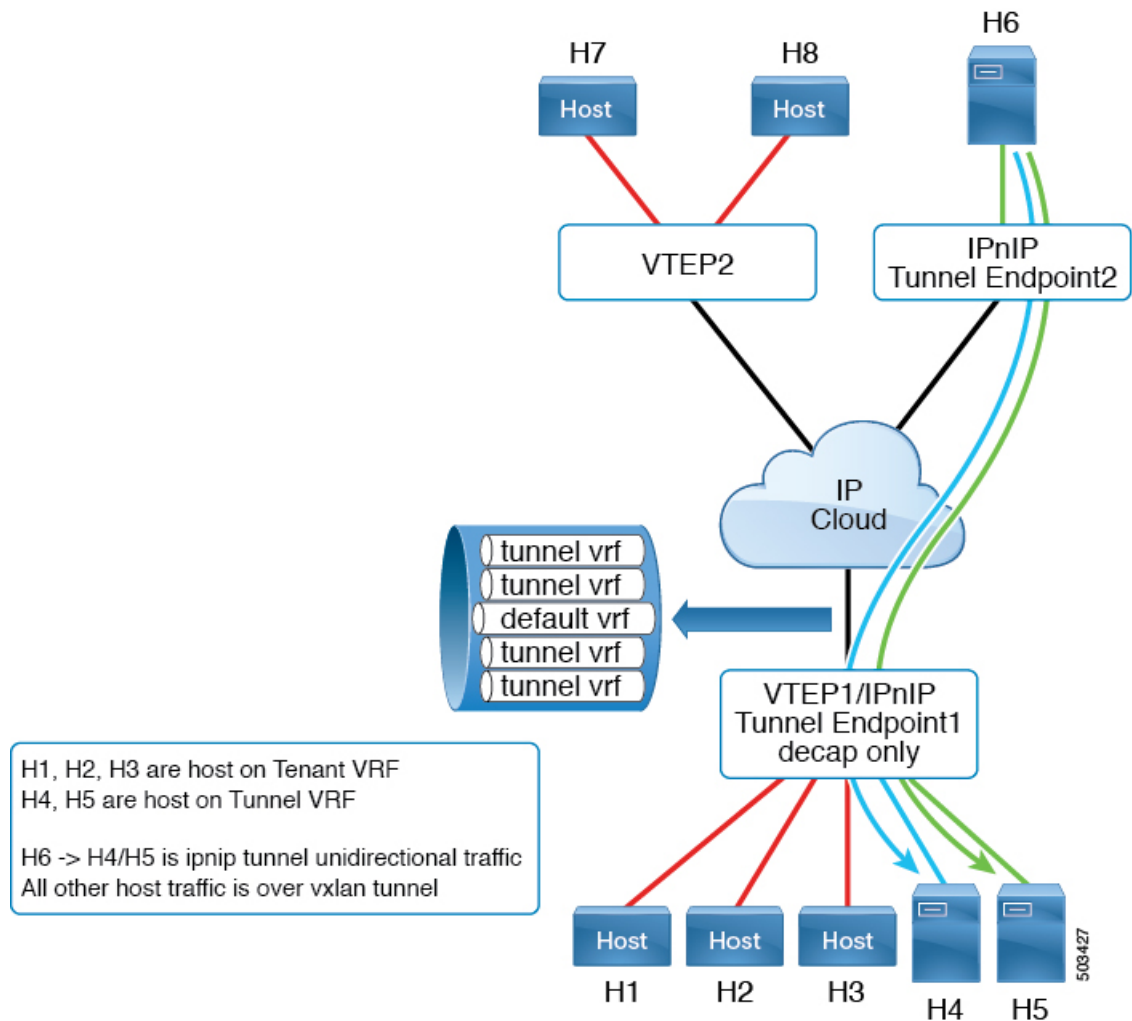 H6
H7
H8
Host
Host
VTEP2
IPnIP
Tunnel Endpoint2
IP
Cloud
tunnel vrf
tunnel vrf
default vrf
tunnel vrf
tunnel vrf
VTEP1/IPnIP
Tunnel Endpoint1
decap only
H1, H2, H3 are host on Tenant VRF
H4, H5 are host on Tunnel VRF
H6 -> H4/H5 is ipnip tunnel unidirectional traffic
All other host traffic is over vxlan tunnel
Host
Host
Host
H1
H2
H3
H4
H5
503427